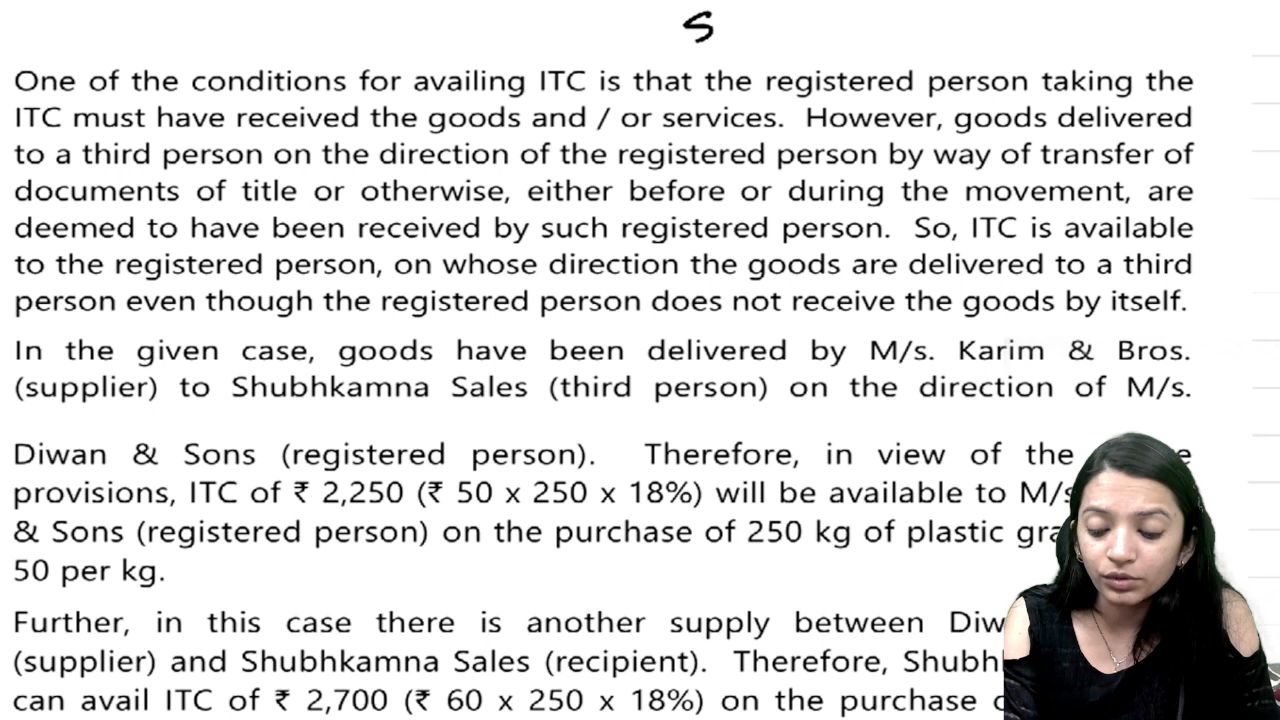 S
One of the conditions for availing ITC is that the registered person taking the
ITC must have received the goods and / or services. However, goods delivered
to a third person on the direction of the registered person by way of transfer of
documents of title or otherwise, either before or during the movement, are
deemed to have been received by such registered person. So, ITC is available
to the registered person, on whose direction the goods are delivered to a third
person even though the registered person does not receive the goods by itself.
In the given case, goods have been delivered by M/s. Karim & Bros.
(supplier) to Shubhkamna Sales (third person) on the direction of M/s.
Diwan & Sons (registered person). Therefore, in view of the
provisions, ITC of ₹ 2,250 (₹ 50 x 250 x 18%) will be available to
& Sons (registered person) on the purchase of 250 kg of plastic
50 per kg.
Further, in this case there is another supply between
(supplier) and Shubhkamna Sales (recipient). Therefore,
can avail ITC of ₹ 2,700 (₹ 60 x 250 x 18%) on the purchase